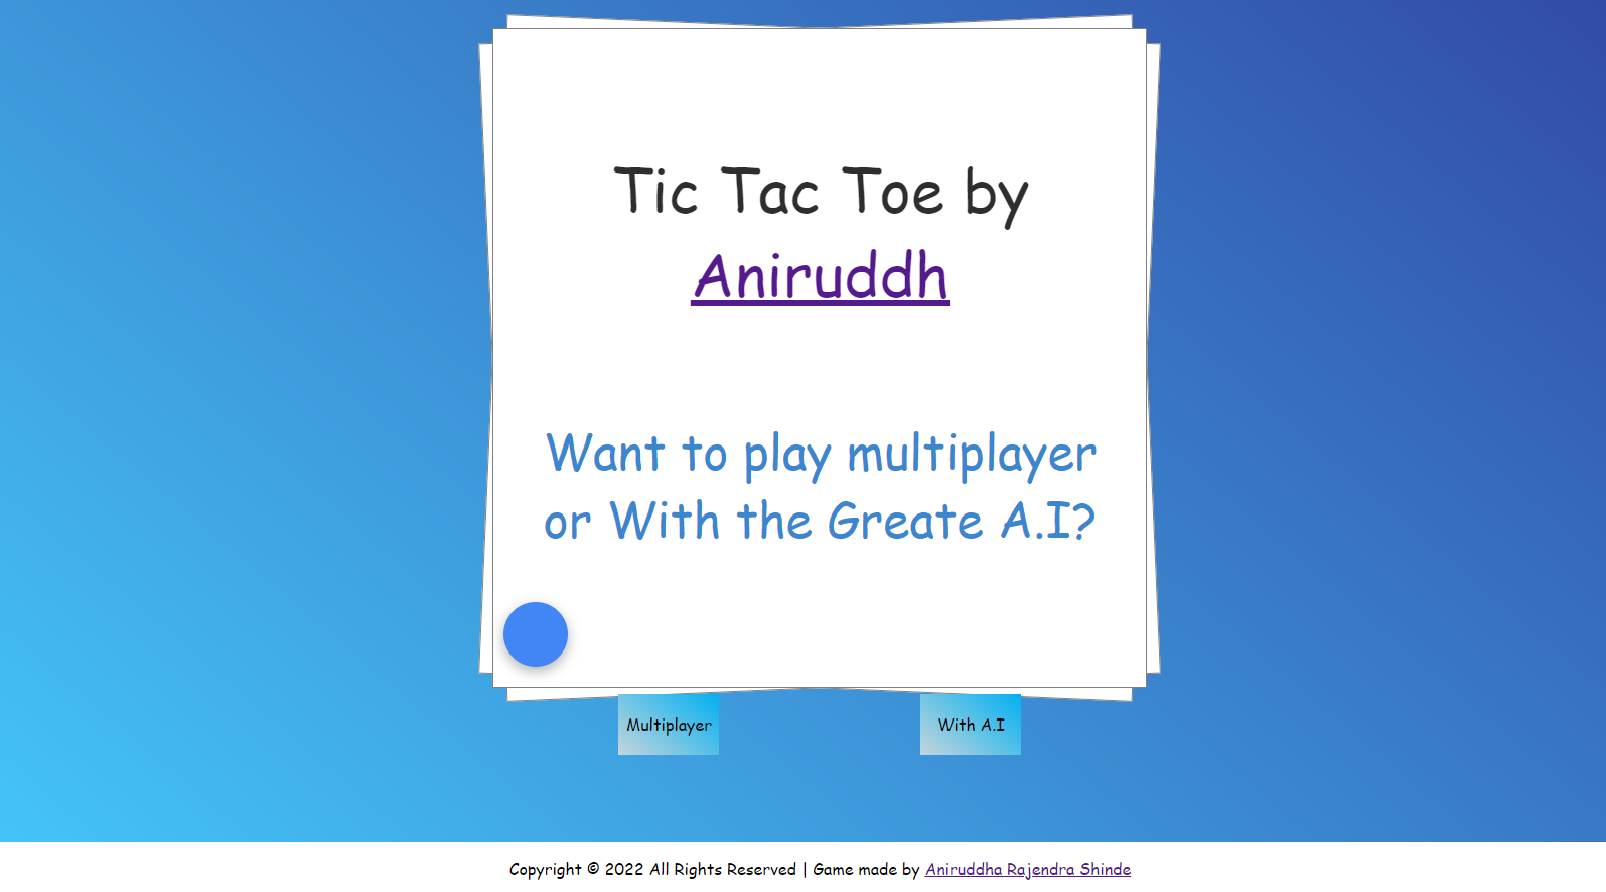 Tic Tac Toe by
Aniruddh
Want to play multiplayer
or With the Greate A.I?
Multiplayer
With A.I
Copyright © 2022 All Rights Reserved | Game made by Aniruddha Rajendra Shinde